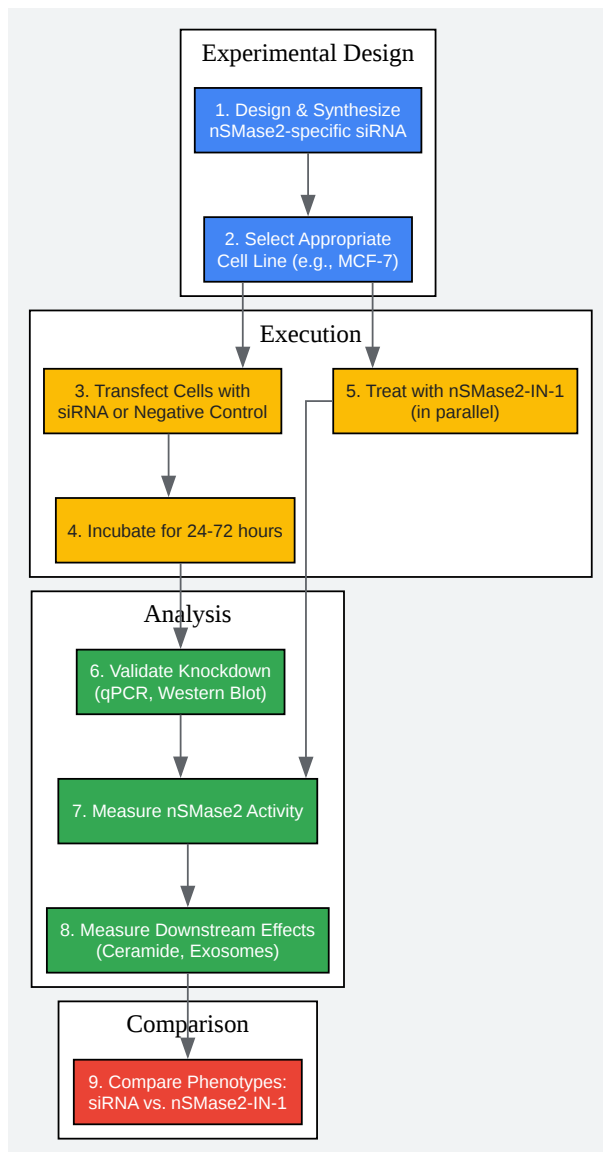 Experimental Design
1. Design & Synthesize
nSMase2-specific siRNA
2. Select Appropriate
Cell Line (e.g., MCF-7)
Execution
3. Transfect Cells with
siRNA or Negative Control
5. Treat with nSMase2-IN-1
(in parallel)
4. Incubate for 24-72 hours
Analysis
6. Validate Knockdown
(qPCR, Western Blot)
7. Measure nSMase2 Activity
8. Measure Downstream Effects
(Ceramide, Exosomes)
Comparison
9. Compare Phenotypes:
siRNA vs. nSMase2-IN-1